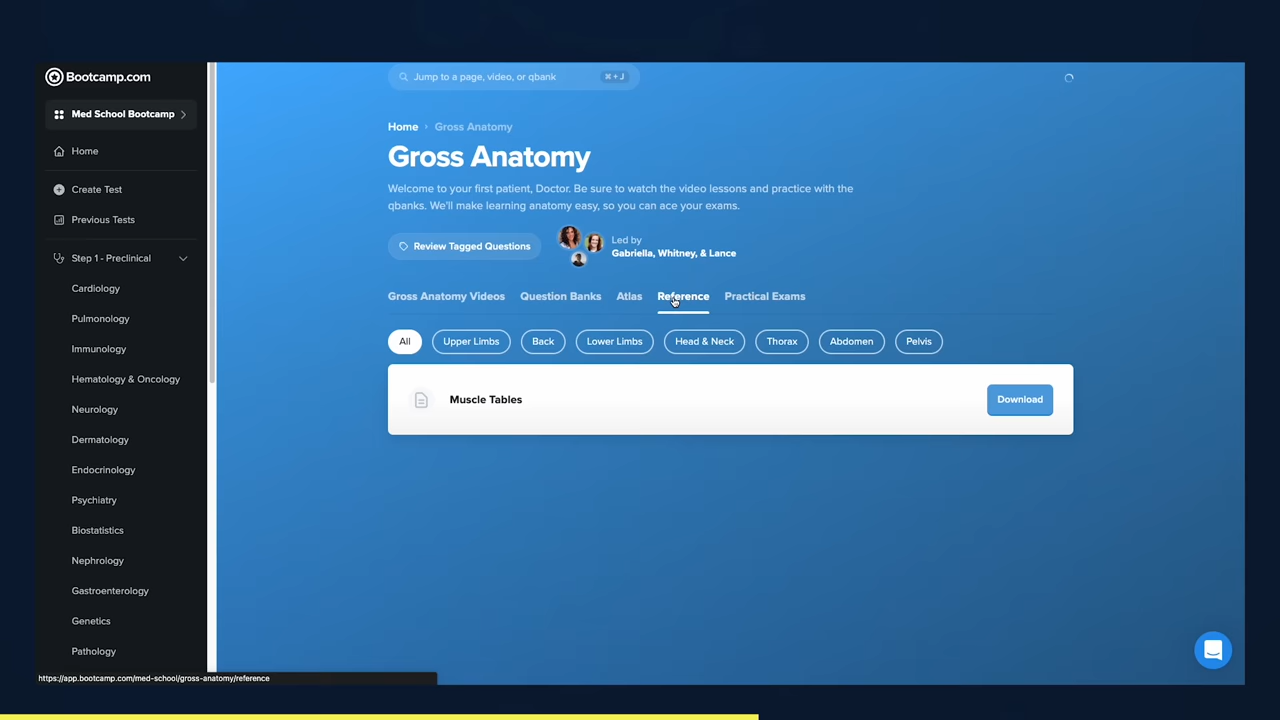 Bootcamp.com
Med School Bootcamp
Home
Create Test
Previous Tests
Step 1 - Preclinical
Cardiology
Pulmonology
Immunology
Hematology & Oncology
Neurology
Dermatology
Endocrinology
Psychiatry
Biostatistics
Nephrology
Gastroenterology
Genetics
Pathology
Jump to a page, video, or qbank ⌘+J
Home › Gross Anatomy
Gross Anatomy
Welcome to your first patient, Doctor. Be sure to watch the video lessons and practice with the
qbanks. We'll make learning anatomy easy, so you can ace your exams.
Review Tagged Questions
Led by
Gabriella, Whitney, & Lance
Gross Anatomy Videos Question Banks Atlas Reference Practical Exams
All Upper Limbs Back Lower Limbs Head & Neck Thorax Abdomen Pelvis
Muscle Tables Download
https://app.bootcamp.com/med-school/gross-anatomy/reference